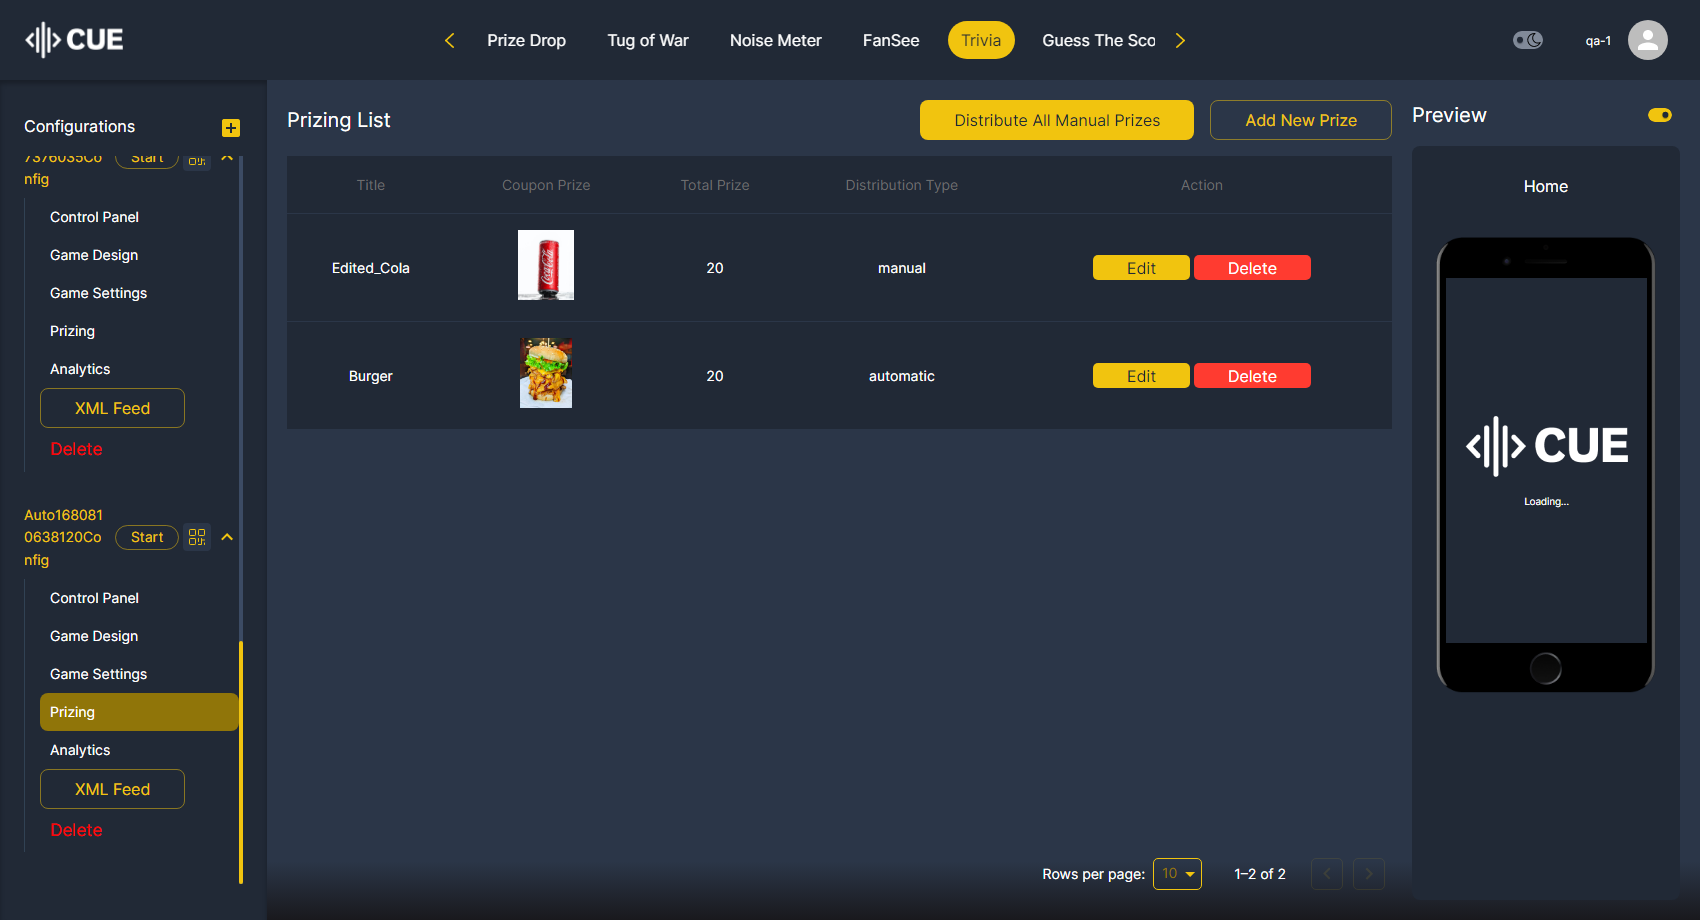 CUE
Prize Drop
Tug of War
Noise Meter
FanSee
Trivia
Guess The Sco
qa-1
Configurations
7376035Co
nfig
Start
Control Panel
Game Design
Game Settings
Prizing
Analytics
XML Feed
Delete
Auto168081
0638120Co
nfig
Start
Control Panel
Game Design
Game Settings
Prizing
Analytics
XML Feed
Delete
Prizing List
Distribute All Manual Prizes
Add New Prize
Title
Coupon Prize
Total Prize
Distribution Type
Action
Edited_Cola
Coca-Cola
20
manual
Edit
Delete
Burger
20
automatic
Edit
Delete
Rows per page:
10
1–2 of 2
Preview
Home
CUE
Loading...